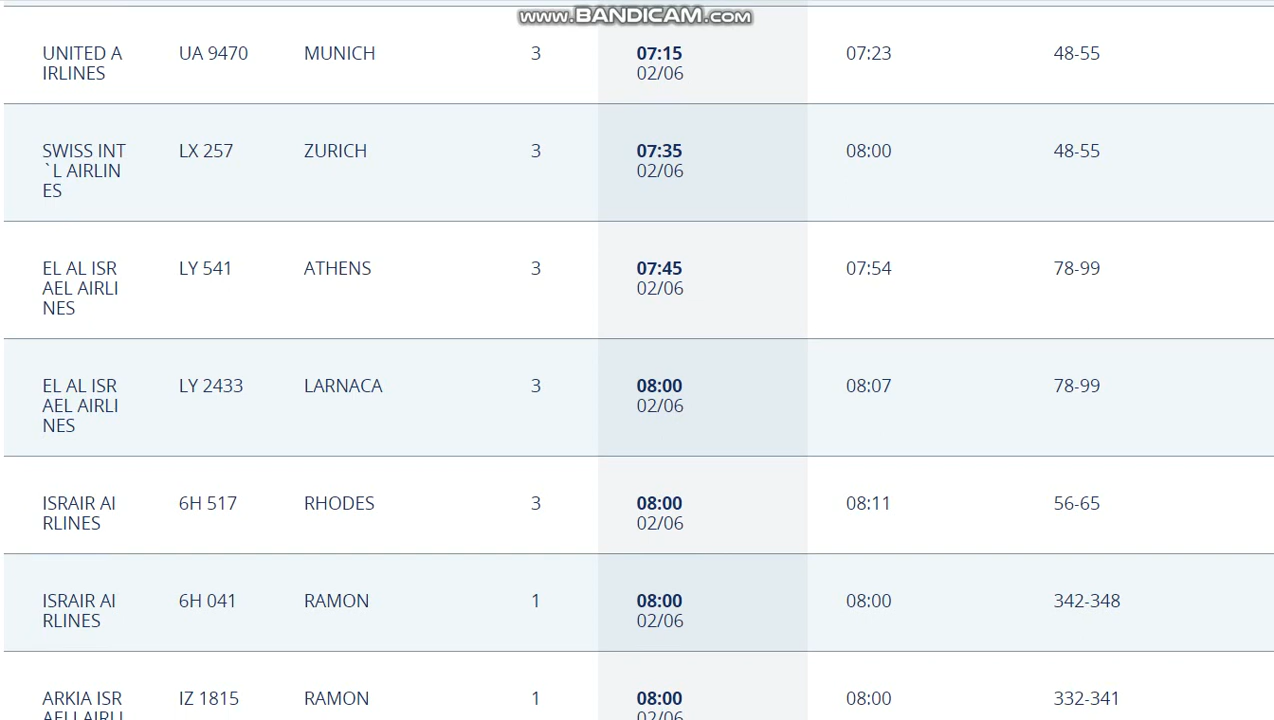 www.BANDICAM.com
UNITED A UA 9470 MUNICH 3 07:15 07:23 48-55
IRLINES 02/06
SWISS INT LX 257 ZURICH 3 07:35 08:00 48-55
`L AIRLIN 02/06
ES
EL AL ISR LY 541 ATHENS 3 07:45 07:54 78-99
AEL AIRLI 02/06
NES
EL AL ISR LY 2433 LARNACA 3 08:00 08:07 78-99
AEL AIRLI 02/06
NES
ISRAIR AI 6H 517 RHODES 3 08:00 08:11 56-65
RLINES 02/06
ISRAIR AI 6H 041 RAMON 1 08:00 08:00 342-348
RLINES 02/06
ARKIA ISR IZ 1815 RAMON 1 08:00 08:00 332-341
AELI AIRLI 02/06